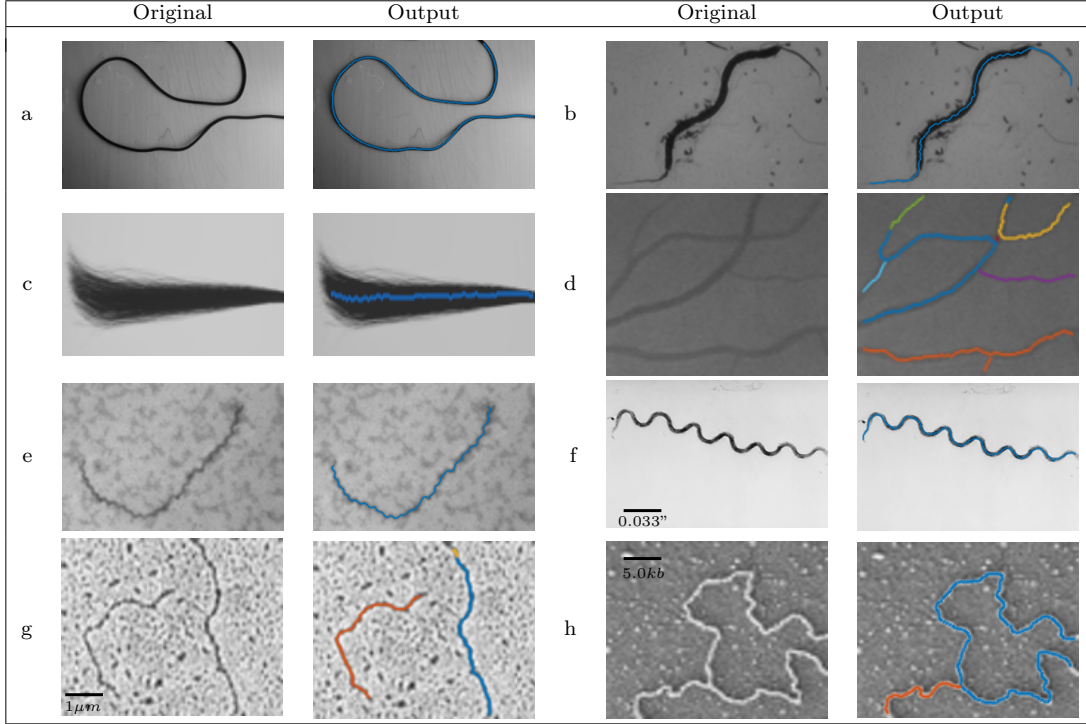 Original Output Original Output
a b
c d
e f
0.033”
g h
1µm
5.0kb